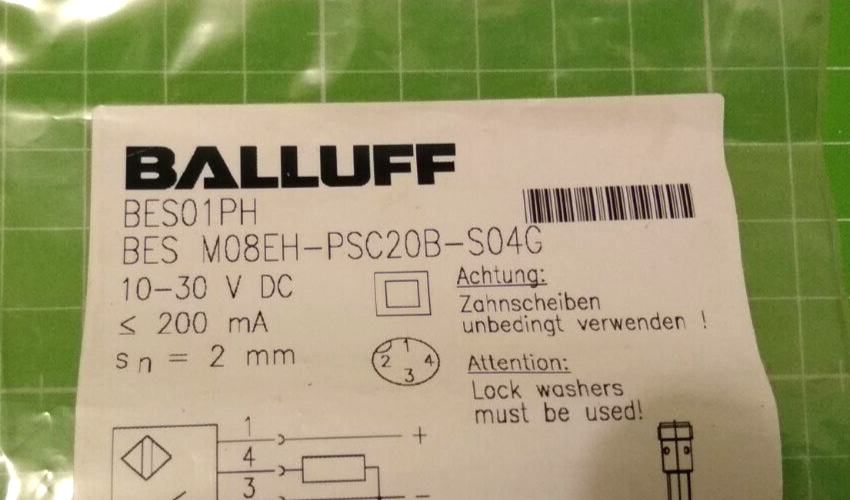 BALLUFF
BES01PH
BES M08EH-PSC20B-S04G
10-30 V DC
≤ 200 mA
sn = 2 mm
Achtung:
Zahnscheiben
unbedingt verwenden !
1
2 4
3
Attention:
Lock washers
must be used!
1 +
4
3 -